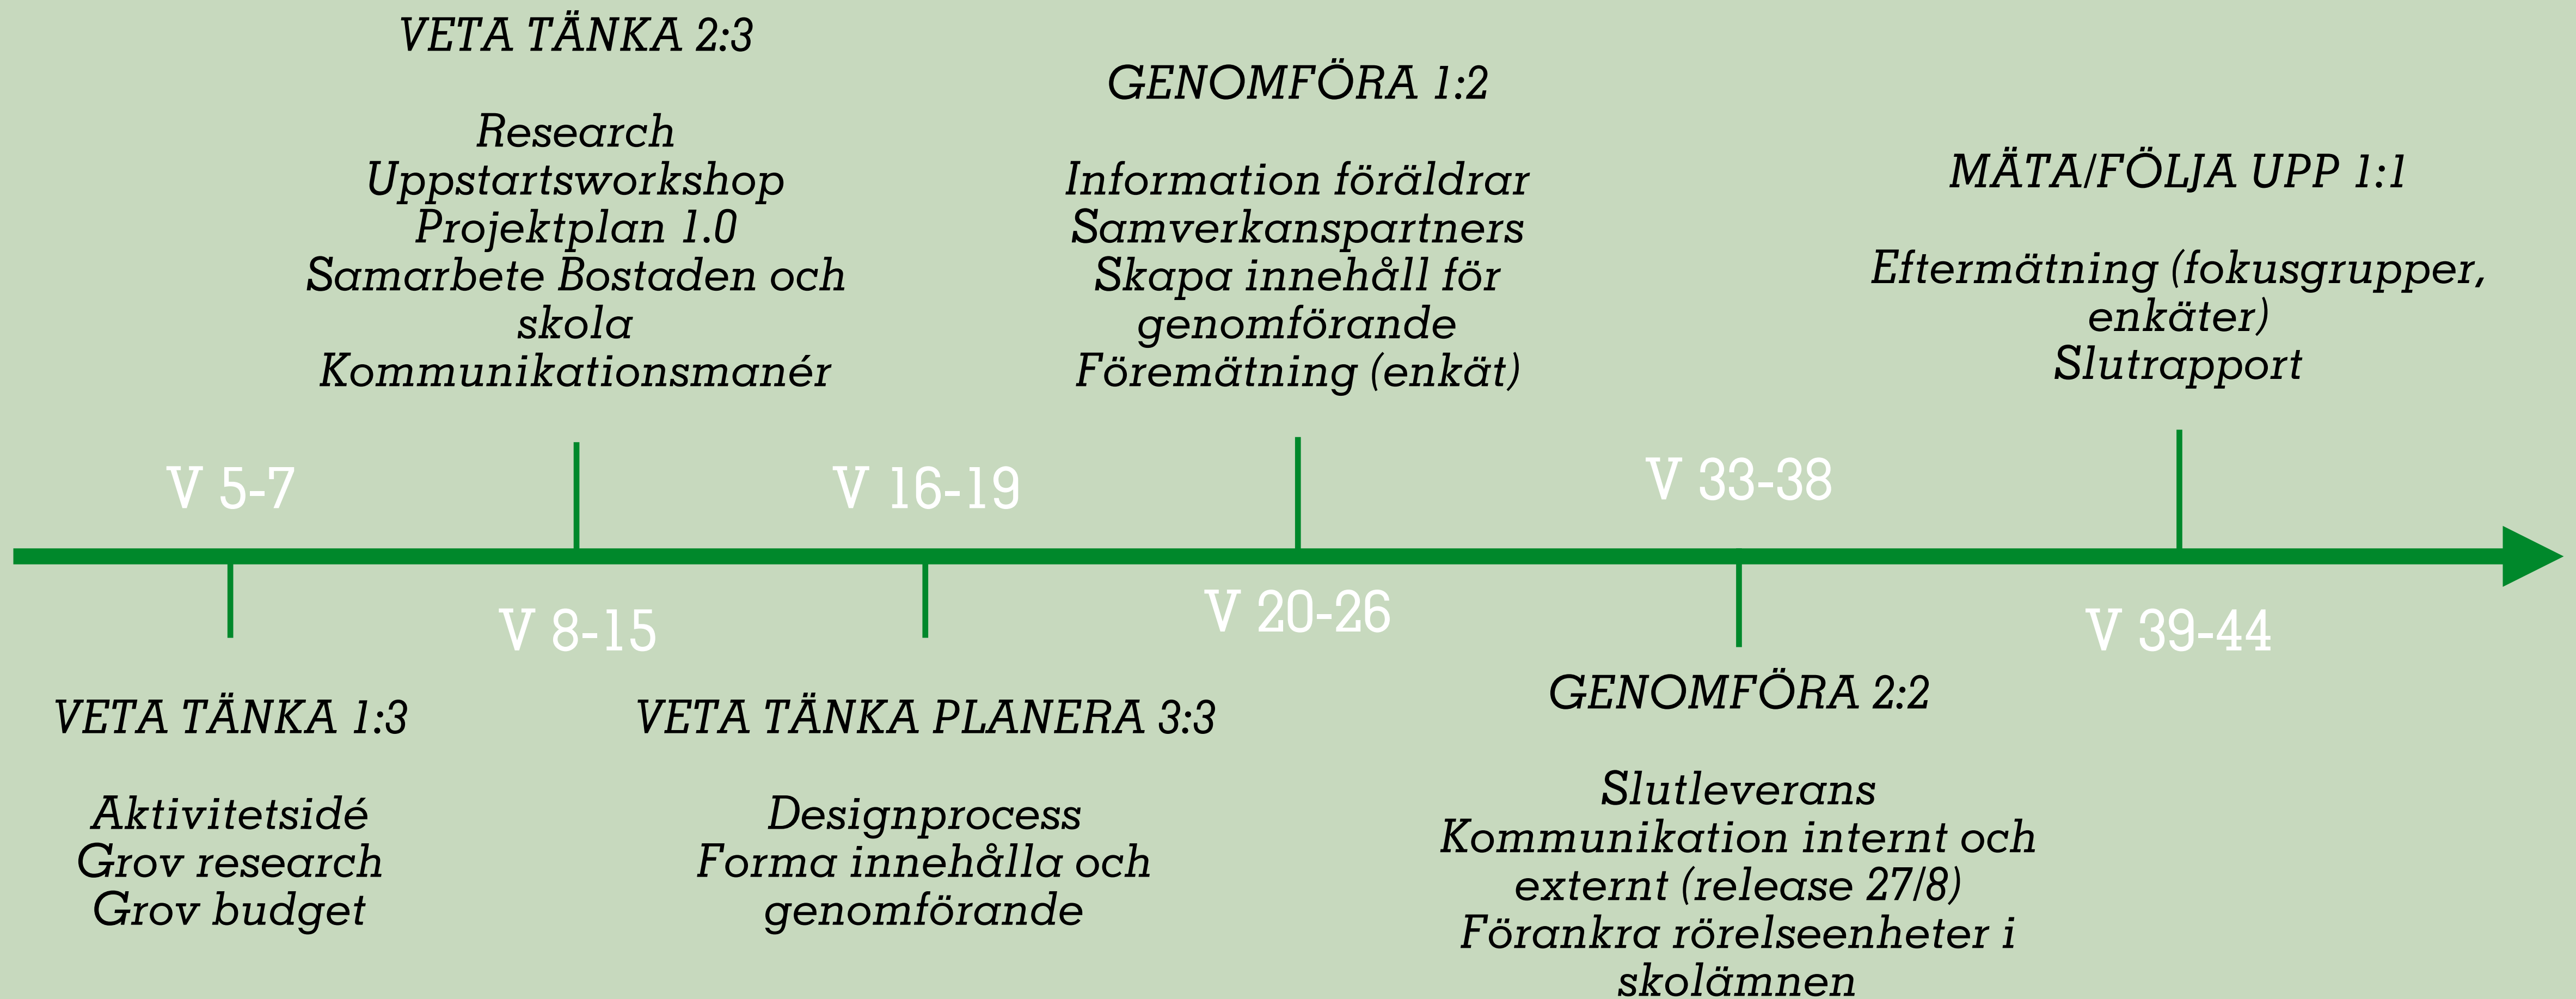 VETA TÄNKA 2:3
Research
Uppstartsworkshop
Projektplan 1.0
Samarbete Bostaden och
skola
Kommunikationsmanér
GENOMFÖRA 1:2
Information föräldrar
Samverkanspartners
Skapa innehåll för
genomförande
Föremätning (enkät)
MÄTA/FÖLJA UPP 1:1
Eftermätning (fokusgrupper,
enkäter)
Slutrapport
V 5-7
V 16-19
V 33-38
V 8-15
V 20-26
V 39-44
VETA TÄNKA 1:3
Aktivitetsidé
Grov research
Grov budget
VETA TÄNKA PLANERA 3:3
Designprocess
Forma innehålla och
genomförande
GENOMFÖRA 2:2
Slutleverans
Kommunikation internt och
externt (release 27/8)
Förankra rörelseenheter i
skolämnen